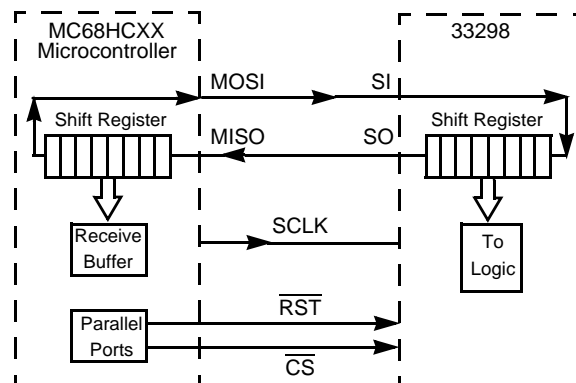 MC68HCXX
Microcontroller
33298
MOSI
SI
Shift Register
Shift Register
MISO
SO
Receive
Buffer
SCLK
To
Logic
Parallel
Ports
RST
CS